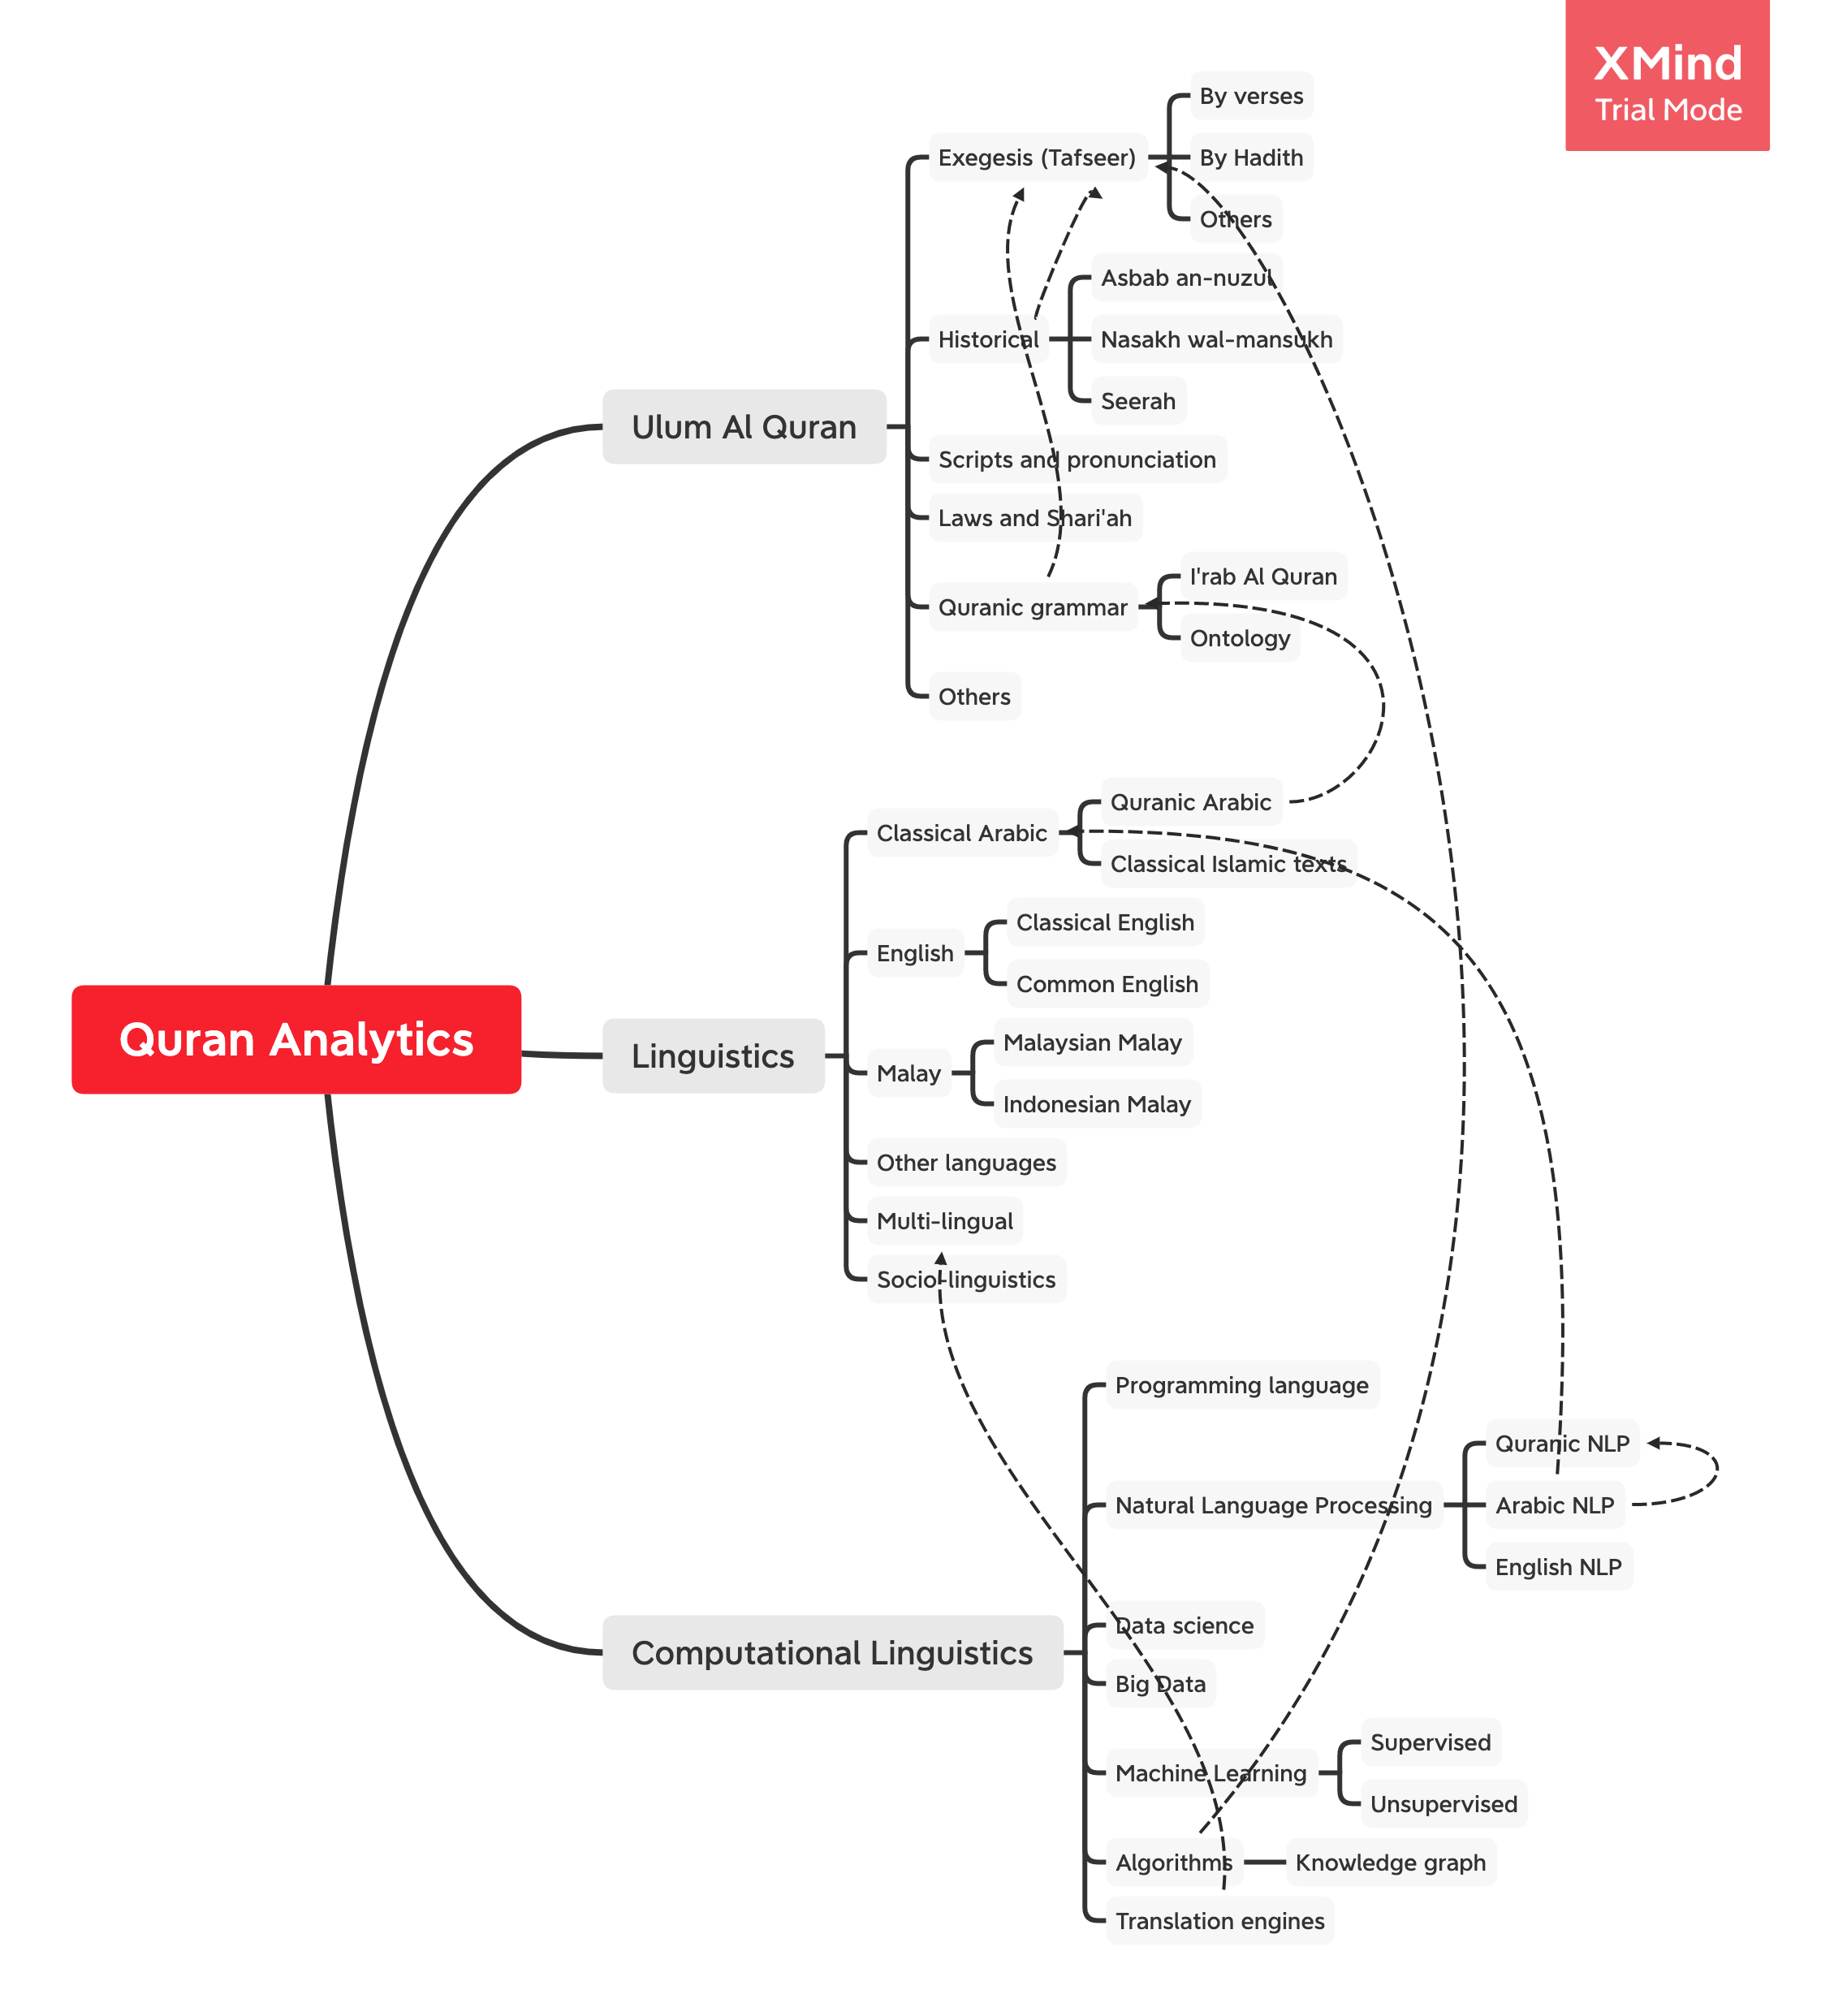 XMind
Trial Mode
Quran Analytics
Ulum Al Quran
Exegesis (Tafseer)
By verses
By Hadith
Others
Historical
Asbab an-nuzul
Nasakh wal-mansukh
Seerah
Scripts and pronunciation
Laws and Shari'ah
Quranic grammar
I'rab Al Quran
Ontology
Others
Linguistics
Classical Arabic
Quranic Arabic
Classical Islamic texts
English
Classical English
Common English
Malay
Malaysian Malay
Indonesian Malay
Other languages
Multi-lingual
Socio-linguistics
Computational Linguistics
Programming language
Natural Language Processing
Quranic NLP
Arabic NLP
English NLP
Data science
Big Data
Machine Learning
Supervised
Unsupervised
Algorithms
Knowledge graph
Translation engines